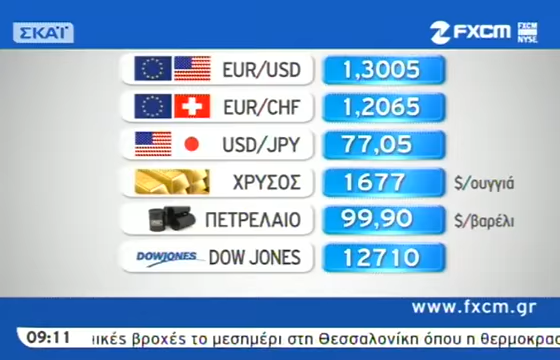 ΣΚΑΪ
FXCM
FXCM
NYSE
EUR/USD 1,3005
EUR/CHF 1,2065
USD/JPY 77,05
ΧΡΥΣΟΣ 1677 $/ουγγιά
ΠΕΤΡΕΛΑΙΟ 99,90 $/βαρέλι
DOWJONES DOW JONES 12710
www.fxcm.gr
09:11 ικές βροχές το μεσημέρι στη Θεσσαλονίκη όπου η θερμοκρασ